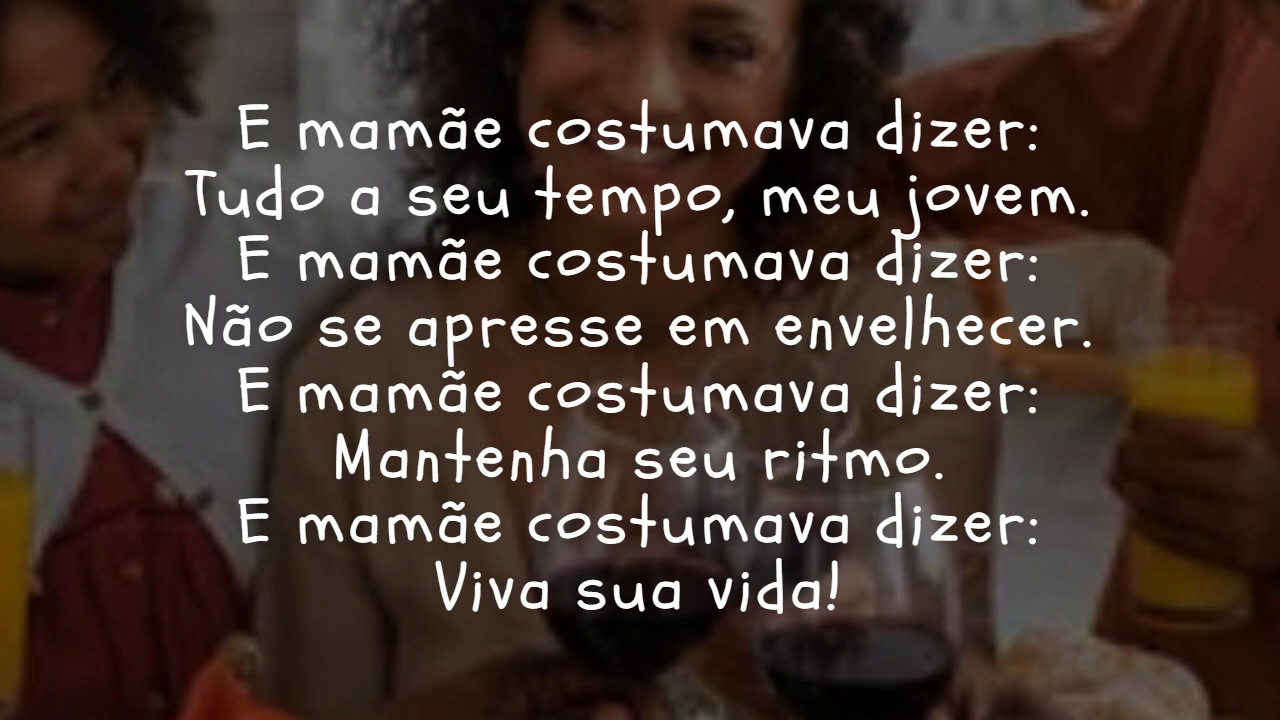 E mamãe costumava dizer:
Tudo a seu tempo, meu jovem.
E mamãe costumava dizer:
Não se apresse em envelhecer.
E mamãe costumava dizer:
Mantenha seu ritmo.
E mamãe costumava dizer:
Viva sua vida!